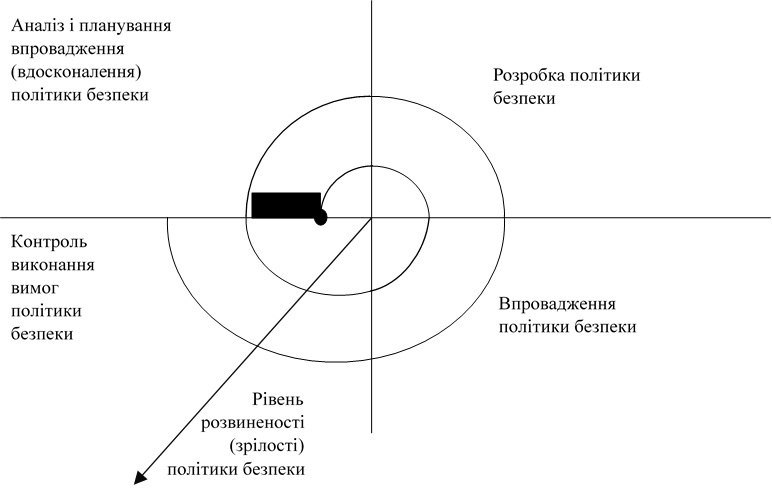 Аналіз і планування
впровадження
(вдосконалення)
політики безпеки
Розробка політики
безпеки
Контроль
виконання
вимог
політики
безпеки
Впровадження
політики безпеки
Рівень
розвиненості
(зрілості)
політики безпеки